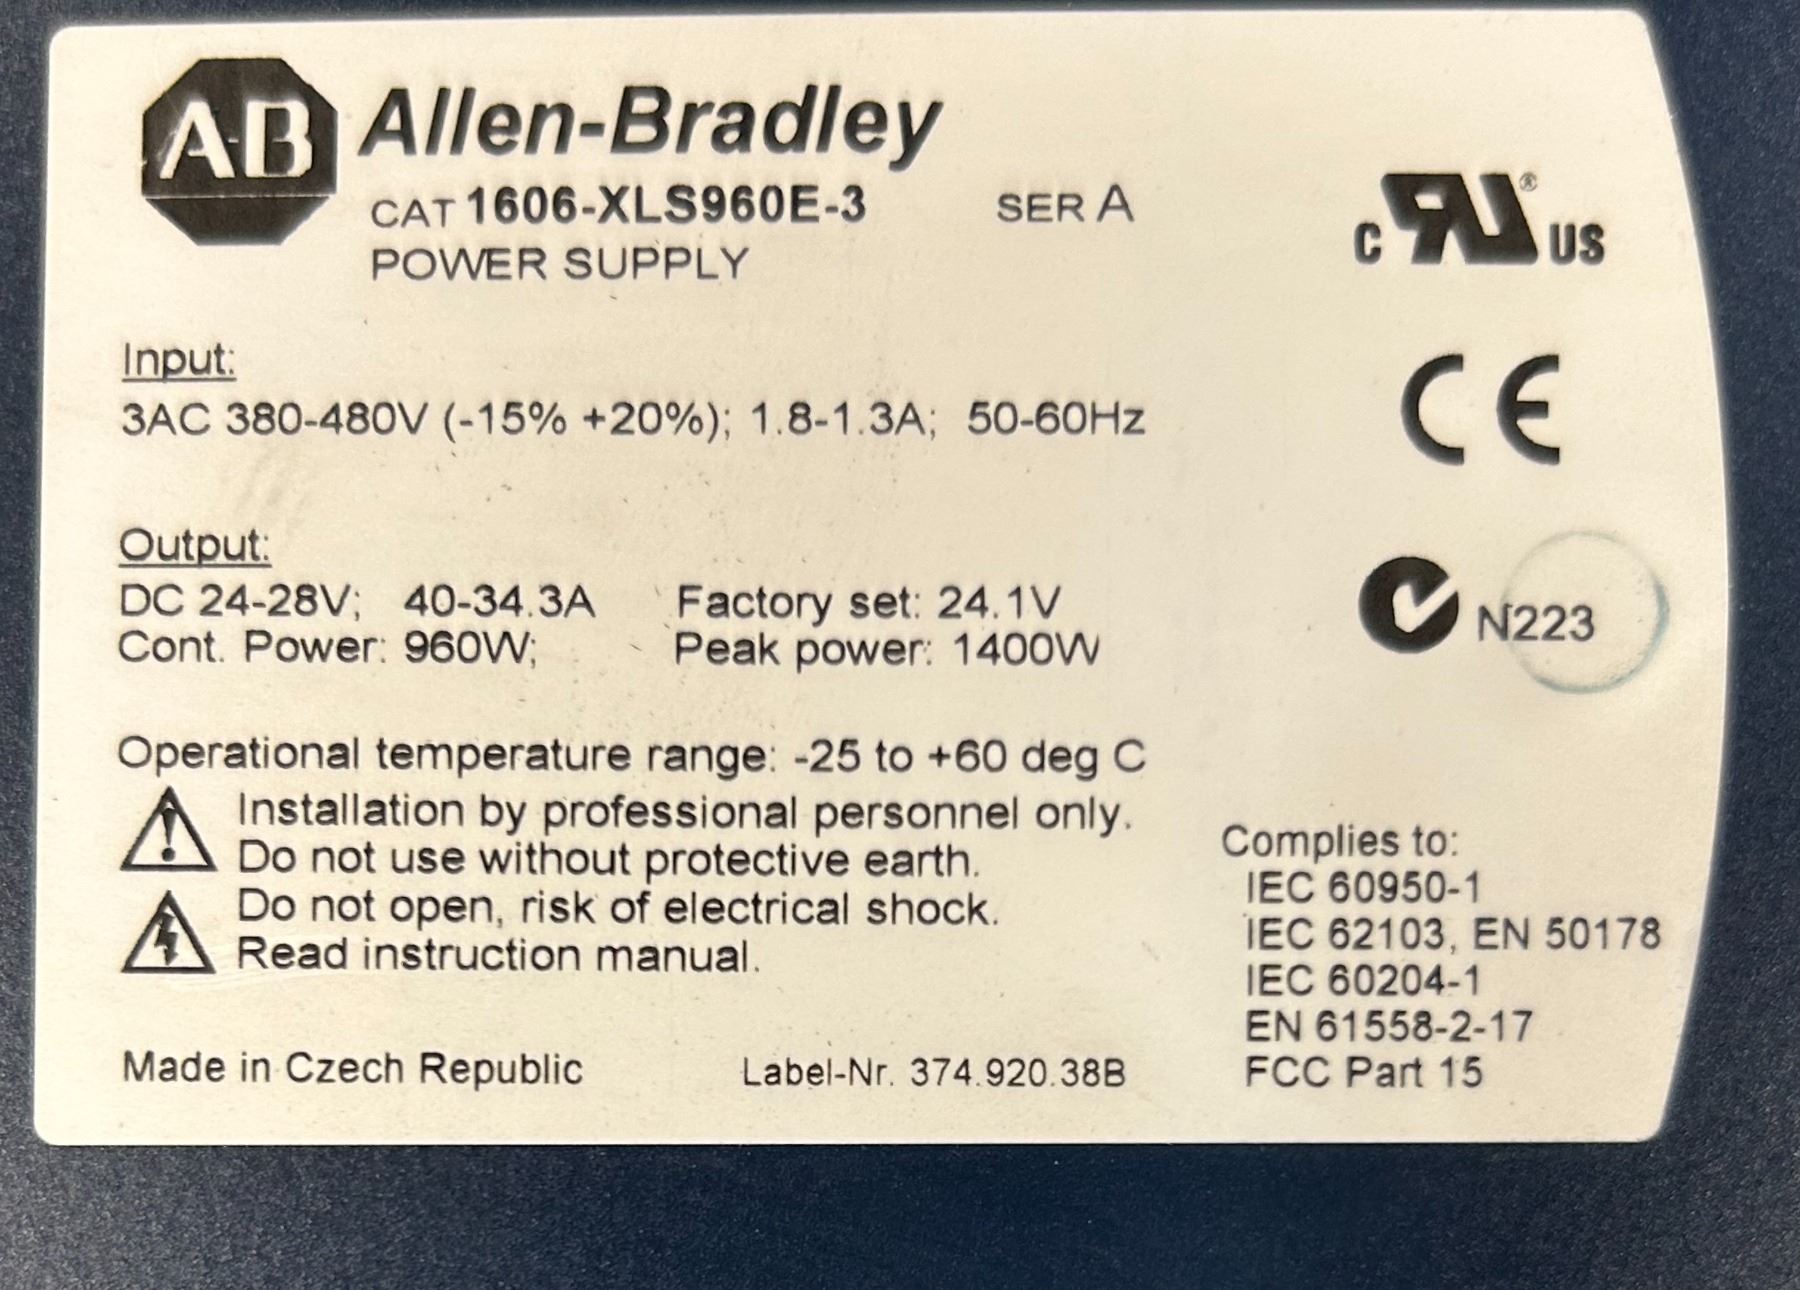 AB Allen-Bradley
CAT 1606-XLS960E-3 SER A
POWER SUPPLY
C UR ® US
Input:
3AC 380-480V (-15% +20%); 1.8-1.3A; 50-60Hz
CE
Output:
DC 24-28V; 40-34.3A Factory set: 24.1V
Cont. Power: 960W; Peak power: 1400W
N223
Operational temperature range: -25 to +60 deg C
Installation by professional personnel only.
Do not use without protective earth.
Do not open, risk of electrical shock.
Read instruction manual.
Complies to:
IEC 60950-1
IEC 62103, EN 50178
IEC 60204-1
EN 61558-2-17
FCC Part 15
Made in Czech Republic Label-Nr. 374.920.38B